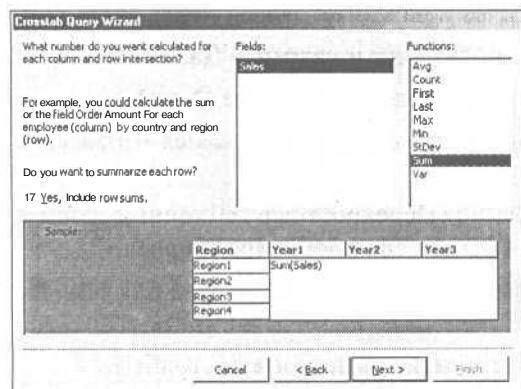 Crosstab Query Wizard
What number do you want calculated for
each column and row intersection?
For example, you could calculate the sum
or the field Order Amount For each
employee (column) by country and region
(row).
Do you want to summarize each row?
17 Yes, Include row sums.
Fields:
Sales
Functions:
Avg
Count
First
Last
Max
Min
StDev
Sum
Var
Sample:
Region Year1 Year2 Year3
Region1 Sum(Sales)
Region2
Region3
Region4
Cancel < Back Next > Finish